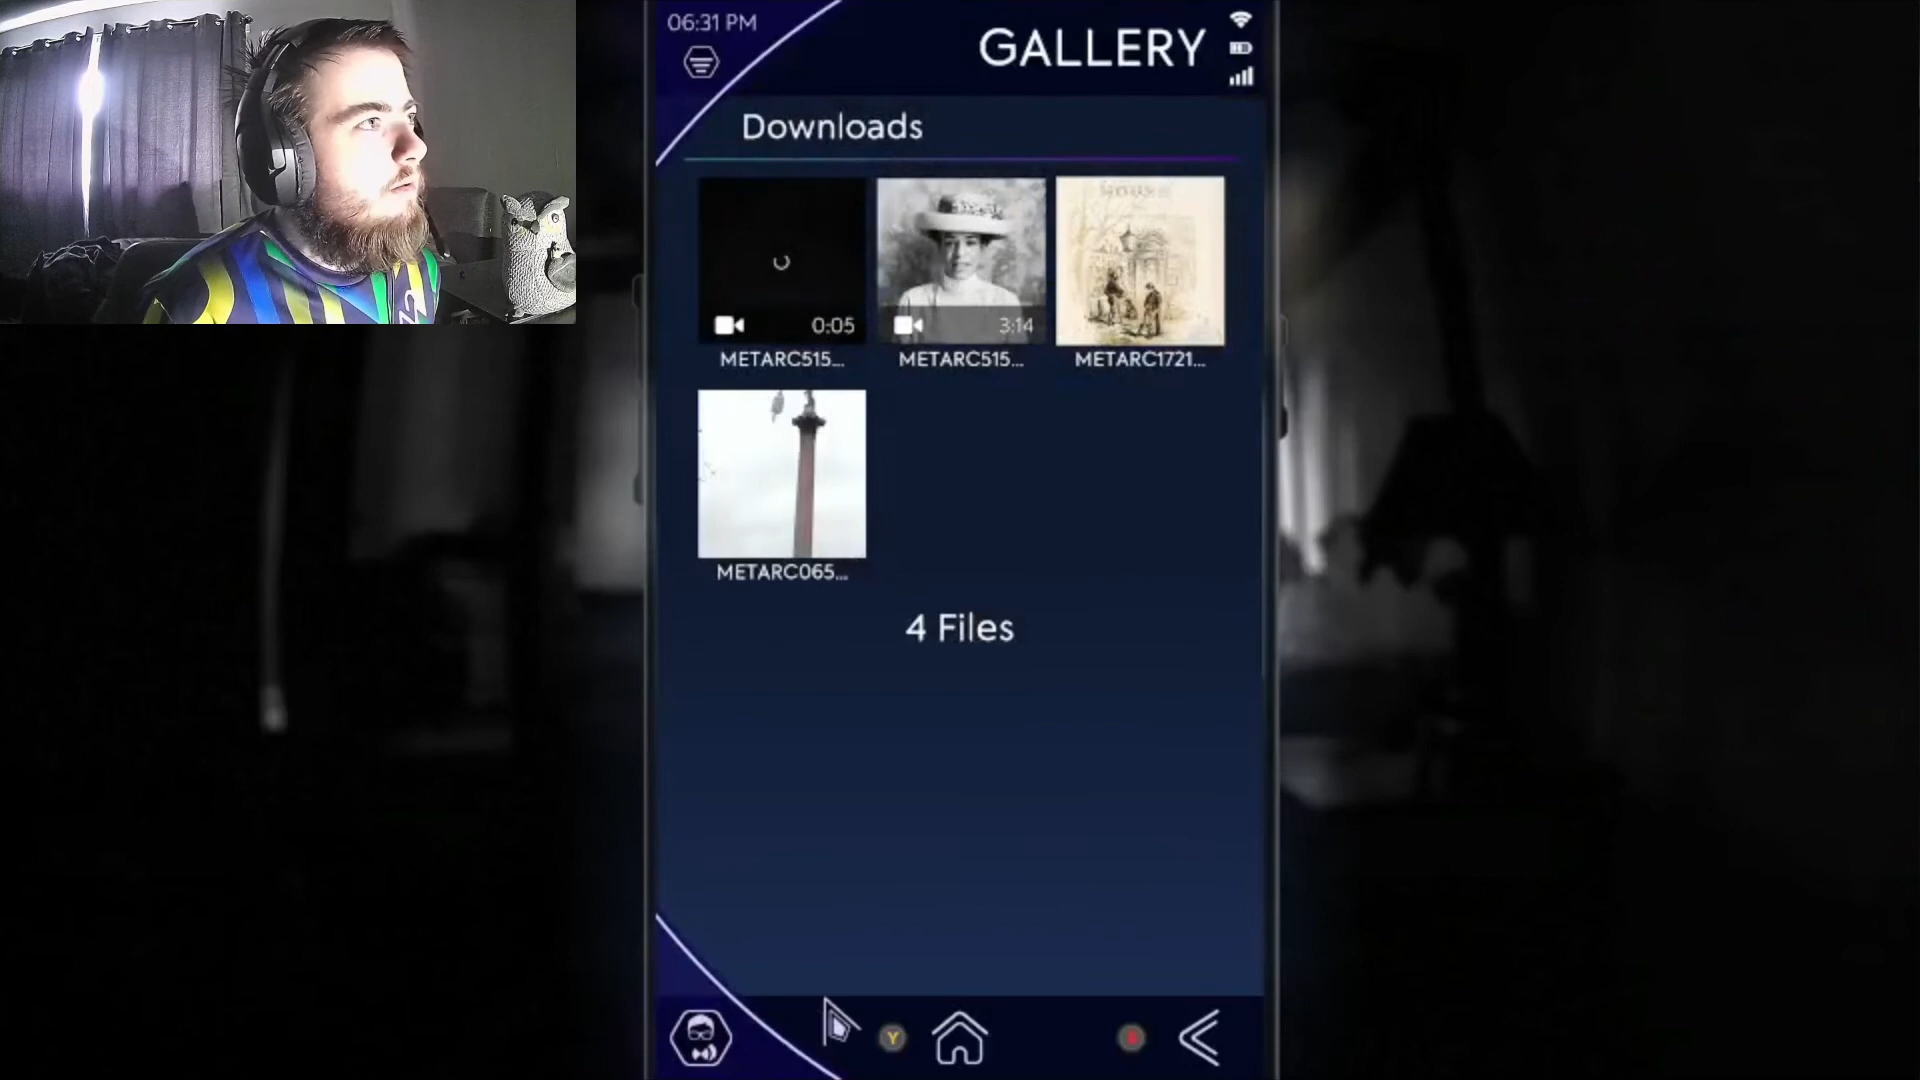 06:31 PM
GALLERY
Downloads
0:05
3:14
METARC515...
METARC515...
METARC1721...
METARC065...
4 Files
Y